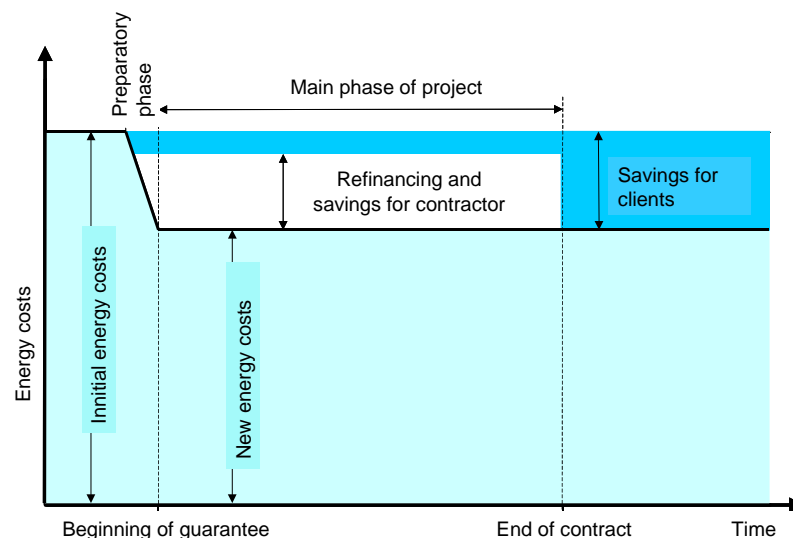 Preparatory
phase
Main phase of project
Refinancing and
savings for contractor
Savings for
clients
Energy costs
Innitial energy costs
New energy costs
Beginning of guarantee
End of contract
Time